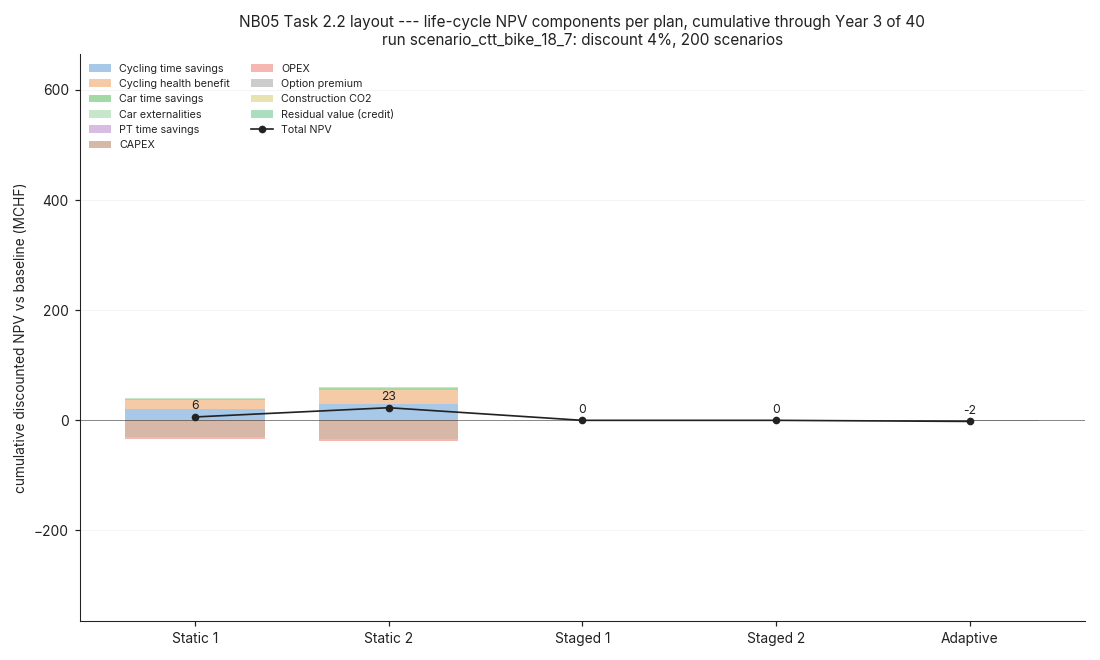 NB05 Task 2.2 layout --- life-cycle NPV components per plan, cumulative through Year 3 of 40
run scenario_ctt_bike_18_7: discount 4%, 200 scenarios
Cycling time savings
Cycling health benefit
Car time savings
Car externalities
PT time savings
CAPEX
OPEX
Option premium
Construction CO2
Residual value (credit)
Total NPV
cumulative discounted NPV vs baseline (MCHF)
600
400
200
0
−200
6
23
0
0
-2
Static 1
Static 2
Staged 1
Staged 2
Adaptive